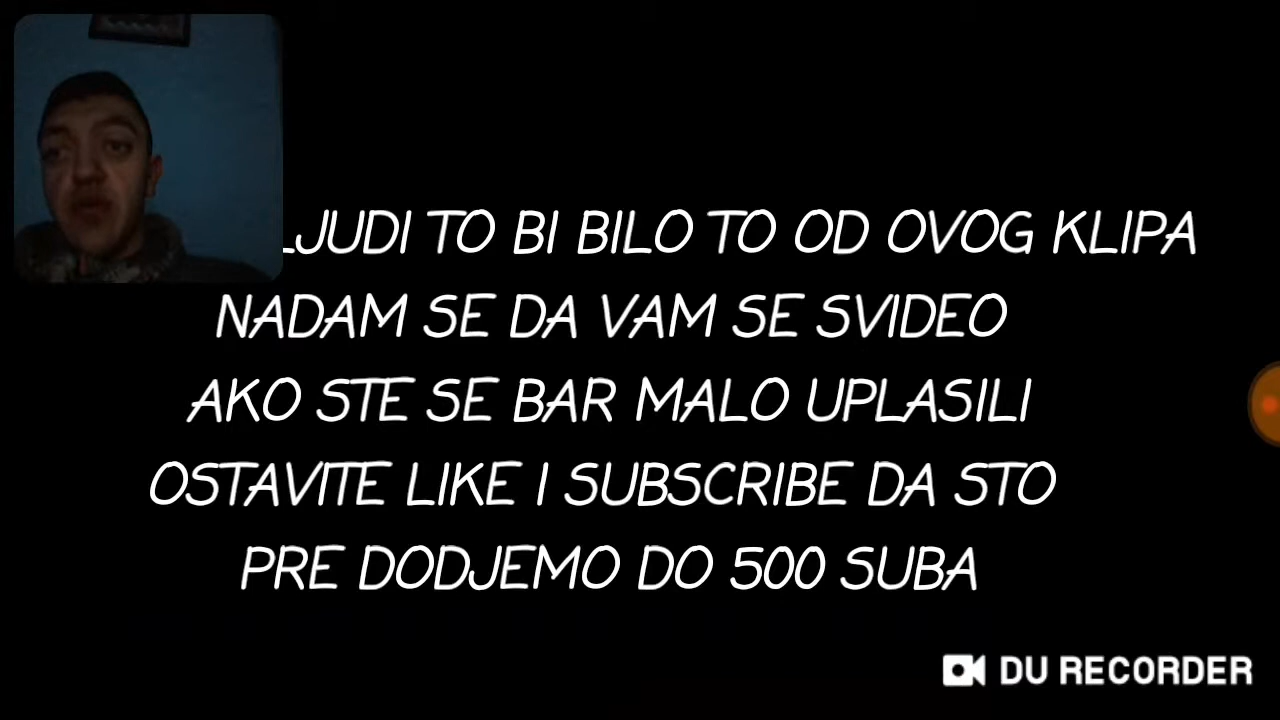 LJUDI TO BI BILO TO OD OVOG KLIPA
NADAM SE DA VAM SE SVIDEO
AKO STE SE BAR MALO UPLASILI
OSTAVITE LIKE I SUBSCRIBE DA STO
PRE DODJEMO DO 500 SUBA
DU RECORDER